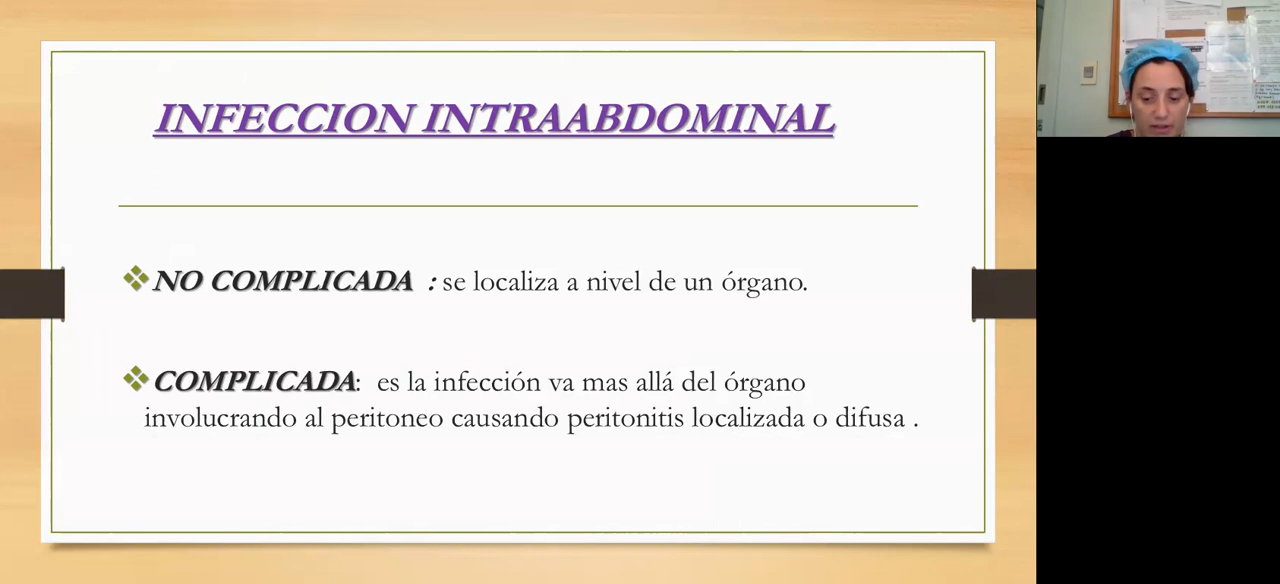 INFECCION INTRAABDOMINAL
NO COMPLICADA : se localiza a nivel de un órgano.
COMPLICADA: es la infección va mas allá del órgano
involucrando al peritoneo causando peritonitis localizada o difusa .